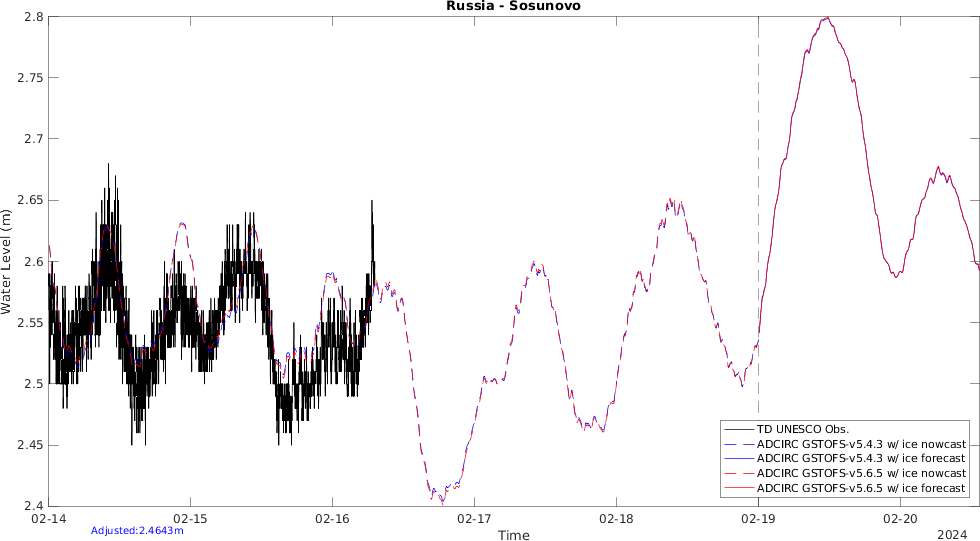 Russia - Sosunovo
2.8
2.75
2.7
2.65
2.6
2.55
2.5
2.45
2.4
Water Level (m)
TD UNESCO Obs.
ADCIRC GSTOFS-v5.4.3 w/ ice nowcast
ADCIRC GSTOFS-v5.4.3 w/ ice forecast
ADCIRC GSTOFS-v5.6.5 w/ ice nowcast
ADCIRC GSTOFS-v5.6.5 w/ ice forecast
02-14 02-15 02-16 02-17 02-18 02-19 02-20
Adjusted:2.4643m
Time
2024